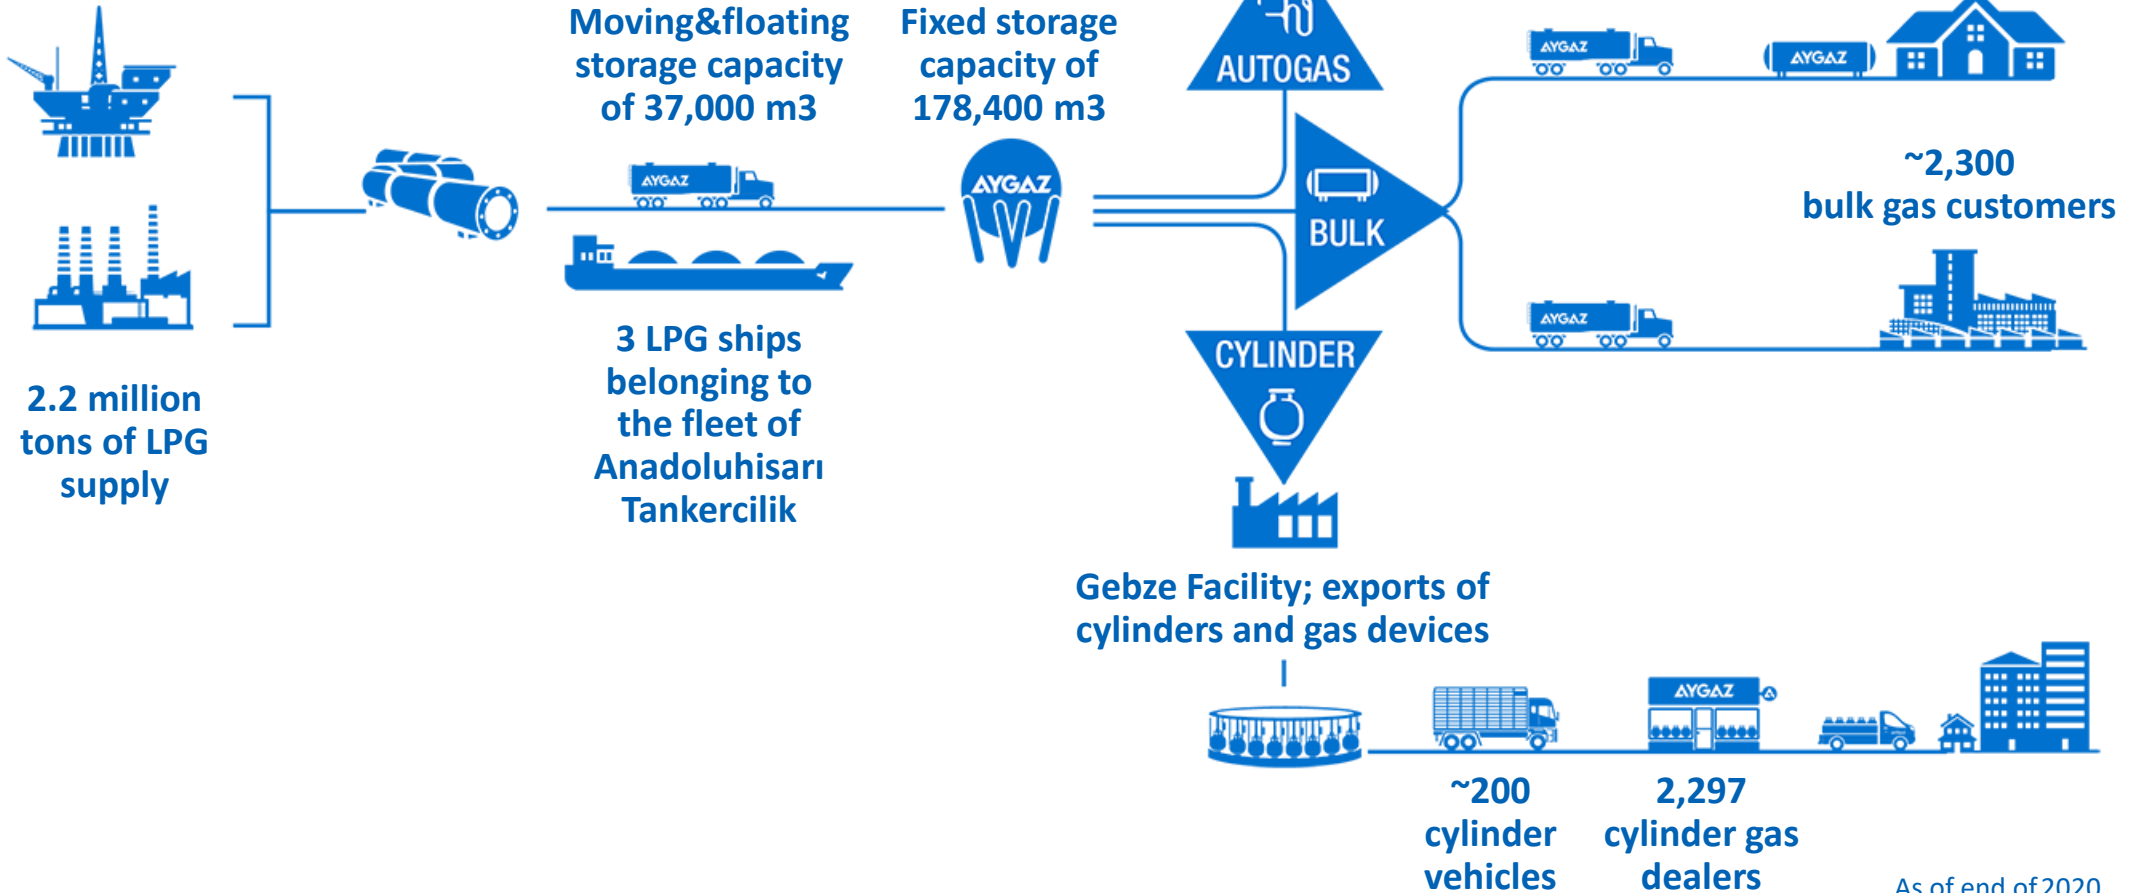 Moving&floating
storage capacity
of 37,000 m3
Fixed storage
capacity of
178,400 m3
AUTOGAS
AYGAZ
AYGAZ
AYGAZ
AYGAZ
BULK
~2,300
bulk gas customers
AYGAZ
2.2 million
tons of LPG
supply
3 LPG ships
belonging to
the fleet of
Anadoluhisarı
Tankercilik
CYLINDER
Gebze Facility; exports of
cylinders and gas devices
AYGAZ
~200
cylinder
vehicles
2,297
cylinder gas
dealers
As of end of 2020